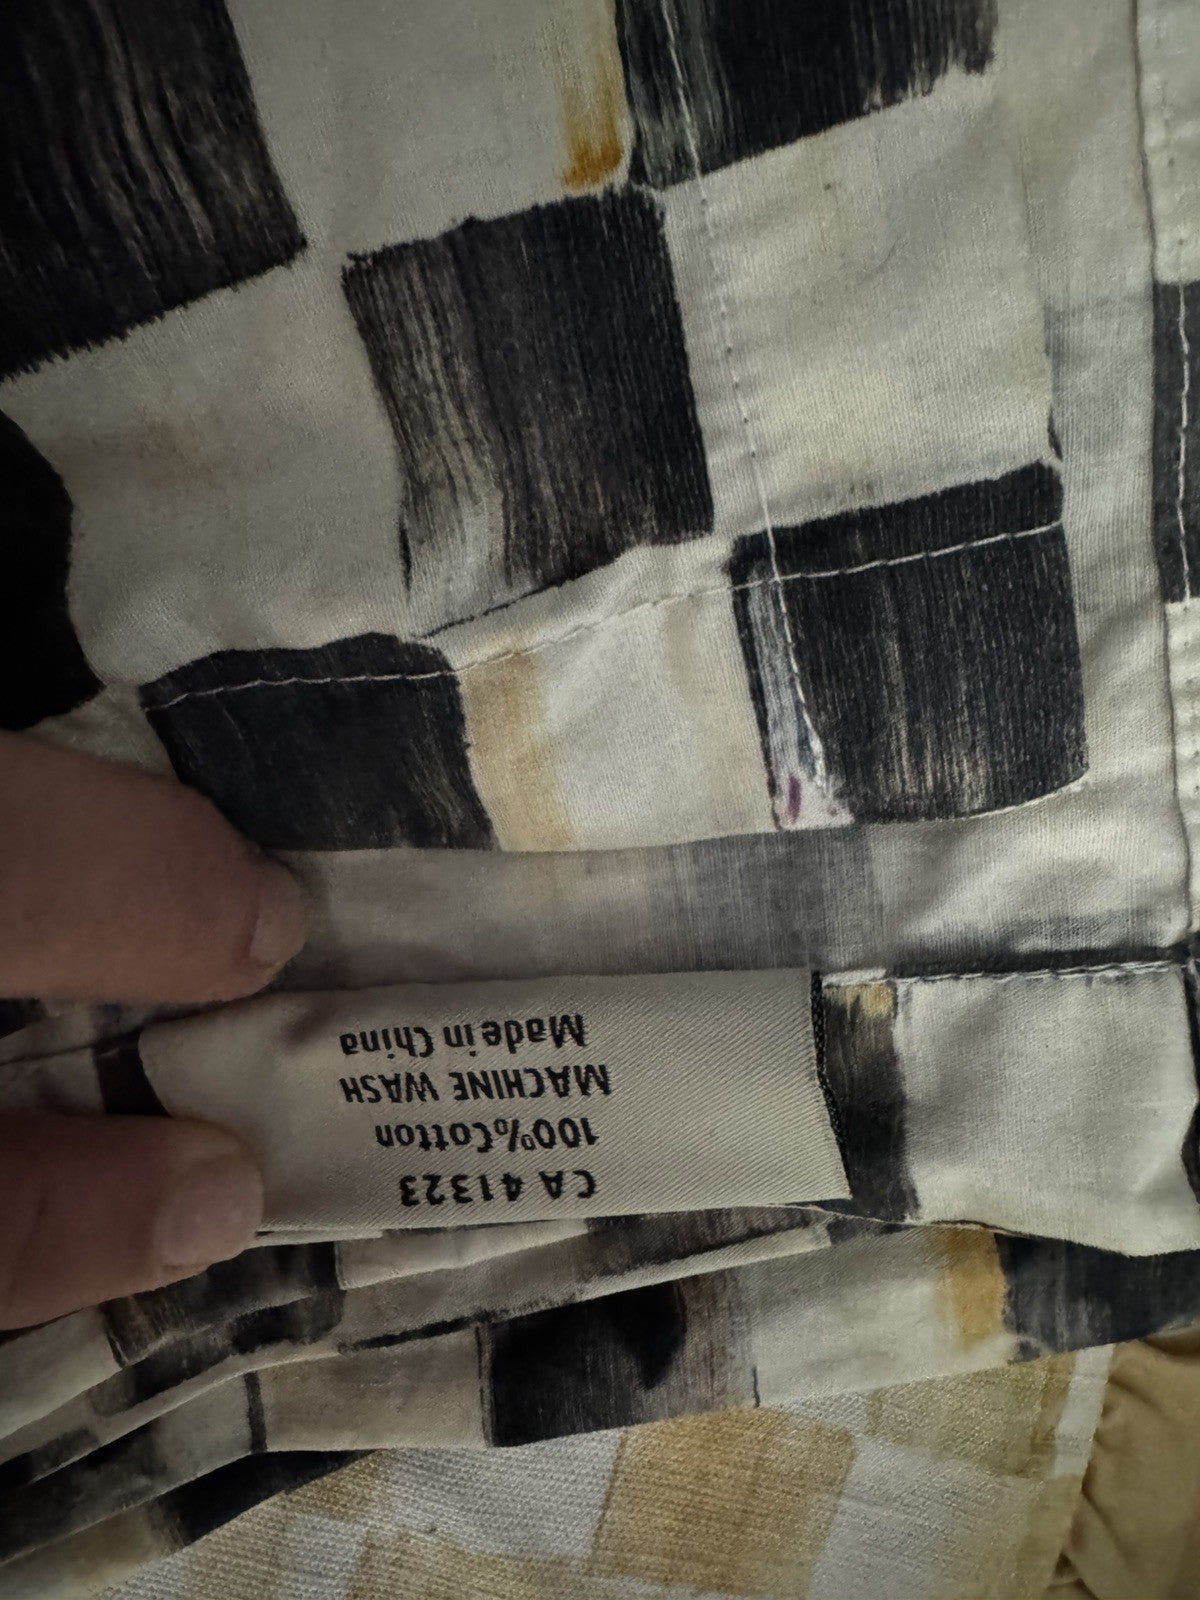 CA 41323
100%Cotton
MACHINE WASH
Made in China